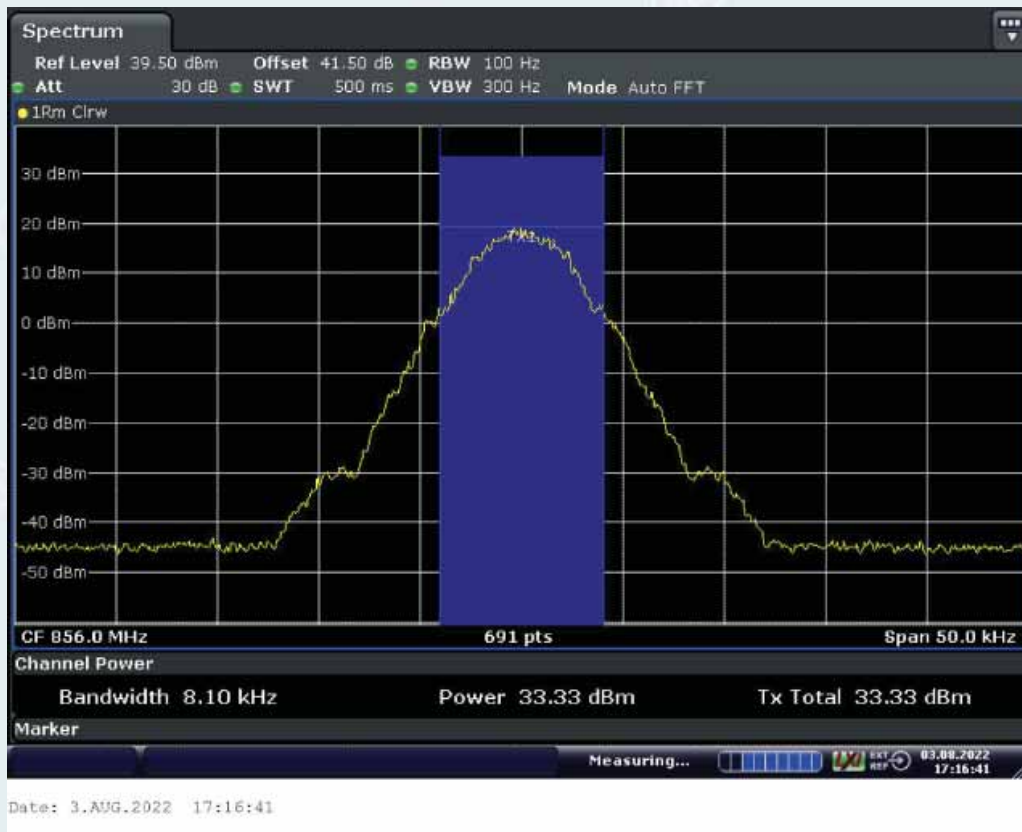 Spectrum
Ref Level 39.50 dBm Offset 41.50 dB RBW 100 Hz
Att 30 dB SWT 500 ms VBW 300 Hz Mode Auto FFT
1Rm Clrw
30 dBm
20 dBm
10 dBm
0 dBm
-10 dBm
-20 dBm
-30 dBm
-40 dBm
-50 dBm
CF 856.0 MHz 691 pts Span 50.0 kHz
Channel Power
Bandwidth 8.10 kHz Power 33.33 dBm Tx Total 33.33 dBm
Marker
Measuring... LXI EXT REF 03.08.2022
17:16:41
Date: 3.AUG.2022 17:16:41